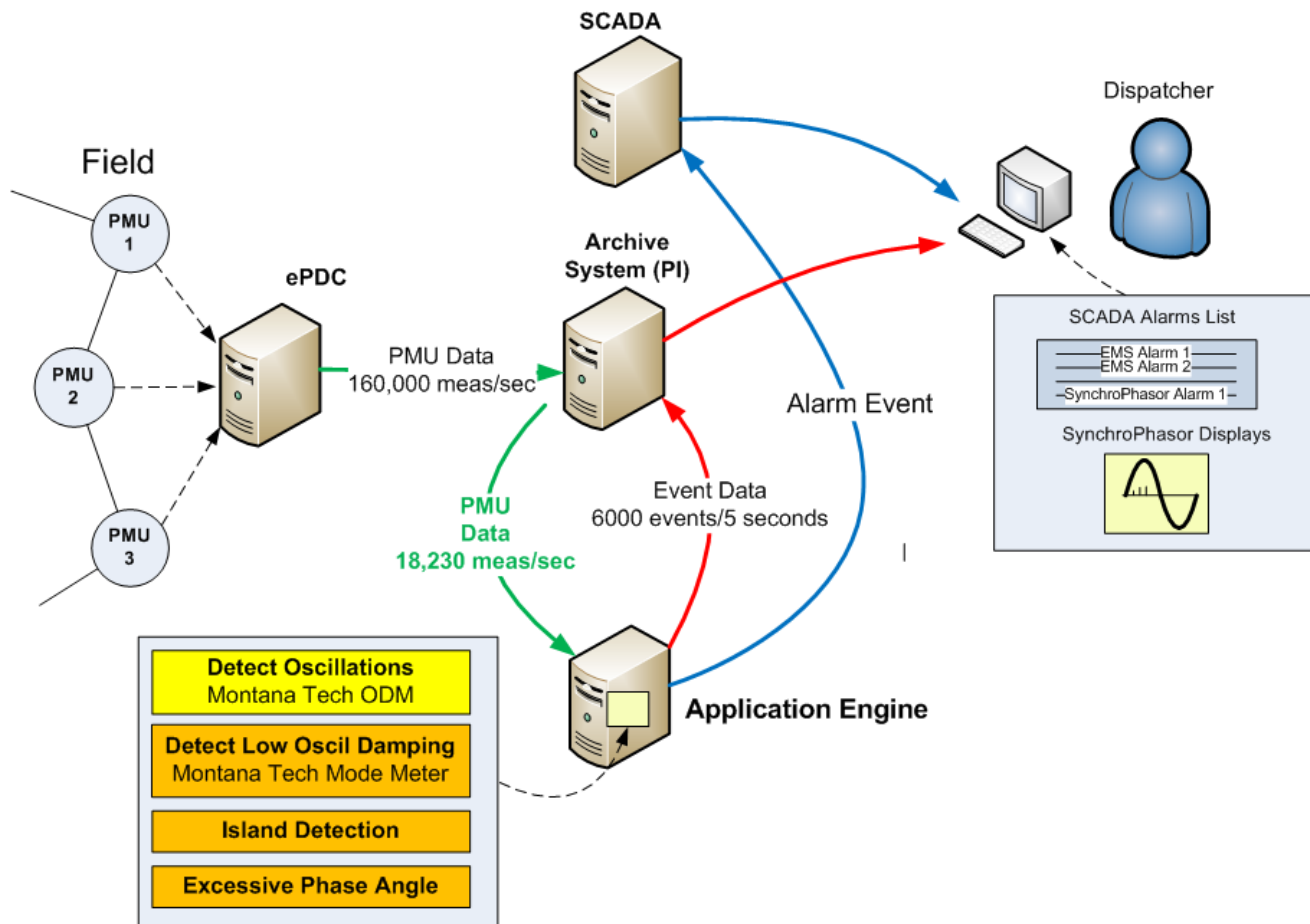 SCADA
Dispatcher
Field
PMU
1
Archive
System (PI)
ePDC
SCADA Alarms List
EMS Alarm 1
EMS Alarm 2
SynchroPhasor Alarm 1
SynchroPhasor Displays
PMU Data
160,000 meas/sec
PMU
2
Alarm Event
PMU
Data
18,230 meas/sec
Event Data
6000 events/5 seconds
PMU
3
Application Engine
Detect Oscillations
Montana Tech ODM
Detect Low Oscil Damping
Montana Tech Mode Meter
Island Detection
Excessive Phase Angle